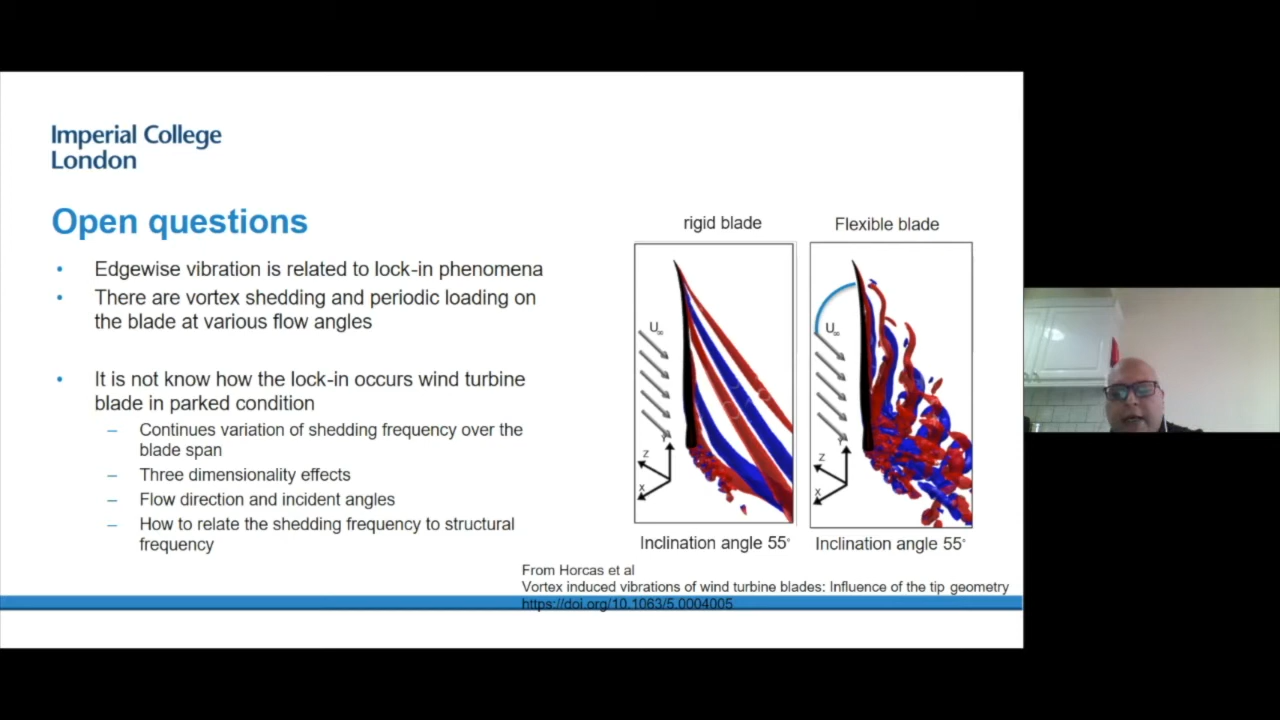 Imperial College
London
Open questions
• Edgewise vibration is related to lock-in phenomena
• There are vortex shedding and periodic loading on
the blade at various flow angles
• It is not know how the lock-in occurs wind turbine
blade in parked condition
– Continues variation of shedding frequency over the
blade span
– Three dimensionality effects
– Flow direction and incident angles
– How to relate the shedding frequency to structural
frequency
rigid blade
U∞
Y
Z
X
Inclination angle 55°
Flexible blade
U∞
Y
Z
X
Inclination angle 55°
From Horcas et al
Vortex induced vibrations of wind turbine blades: Influence of the tip geometry
https://doi.org/10.1063/5.0004005